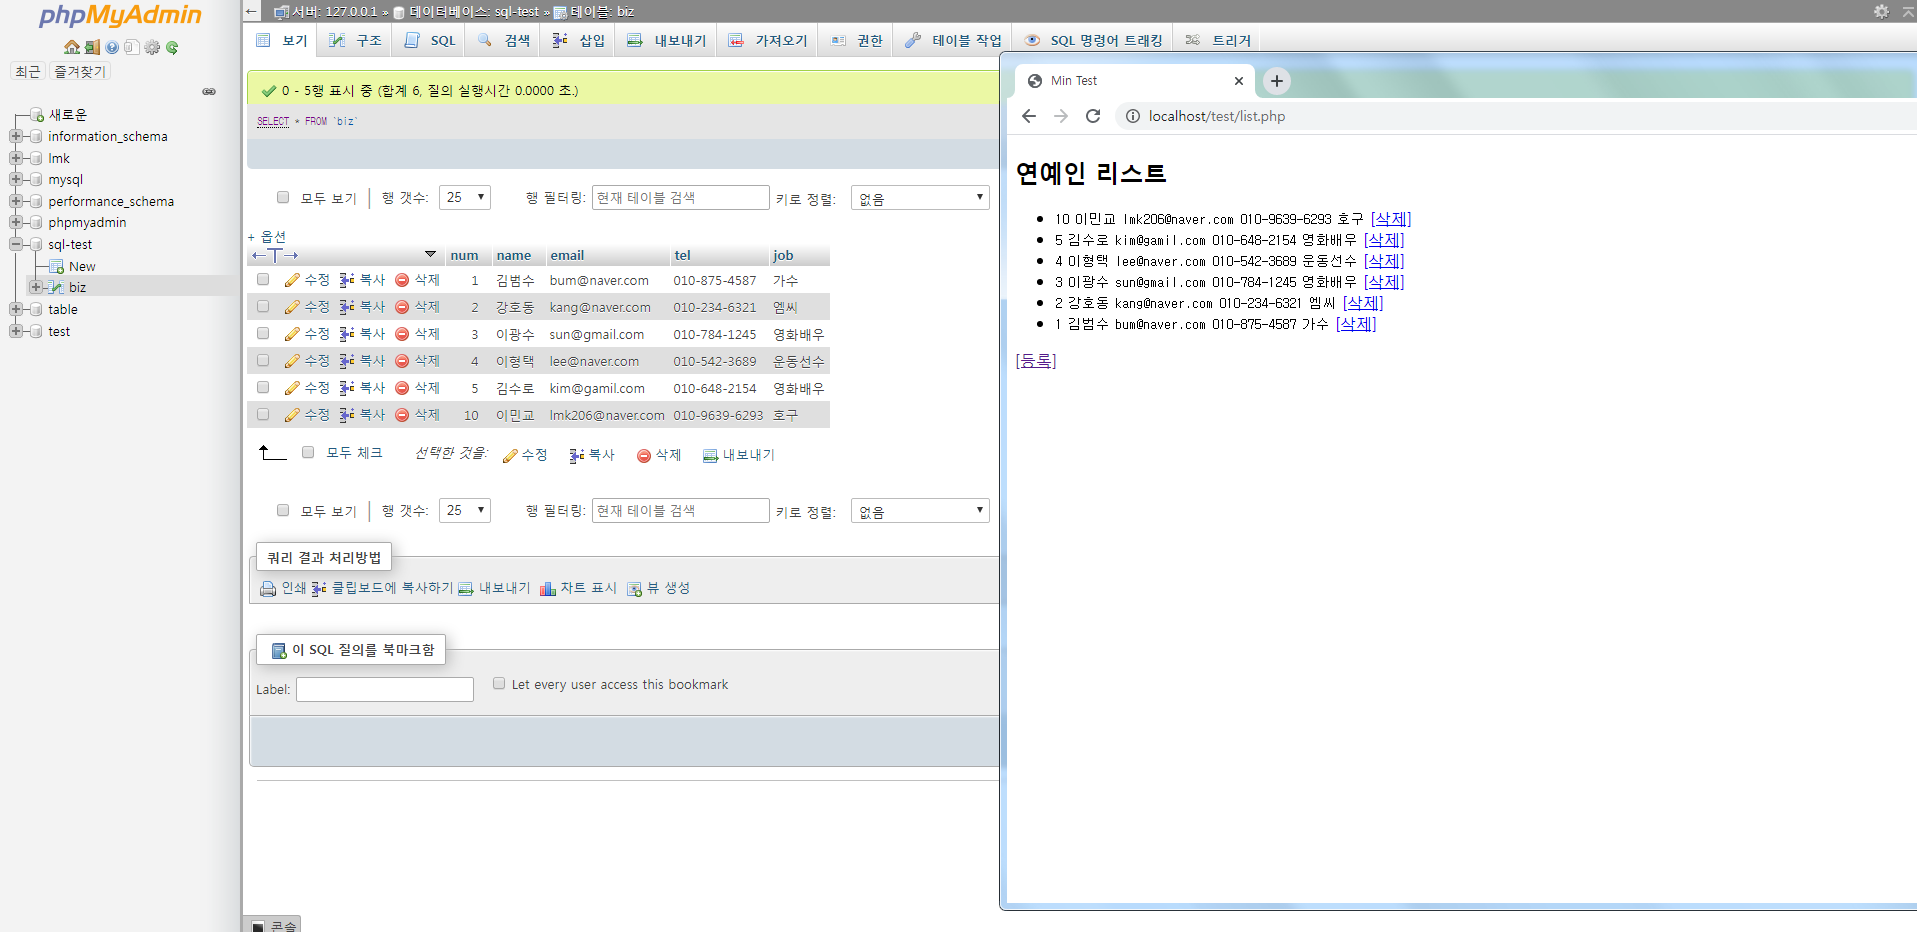 phpMyAdmin
최근 즐겨찾기
새로운
information_schema
lmk
mysql
performance_schema
phpmyadmin
sql-test
New
biz
table
test
서버: 127.0.0.1 » 데이터베이스: sql-test » 테이블: biz
보기 구조 SQL 검색 삽입 내보내기 가져오기 권한 테이블 작업 SQL 명령어 트래킹 트리거
0 - 5행 표시 중 (합계 6, 질의 실행시간 0.0000 초.)
SELECT * FROM `biz`
모두 보기 행 갯수: 25 행 필터링: 현재 테이블 검색 키로 정렬: 없음
+ 옵션
num name email tel job
수정 복사 삭제 1 김범수 bum@naver.com 010-875-4587 가수
수정 복사 삭제 2 강호동 kang@naver.com 010-234-6321 엠씨
수정 복사 삭제 3 이광수 sun@gmail.com 010-784-1245 영화배우
수정 복사 삭제 4 이형택 lee@naver.com 010-542-3689 운동선수
수정 복사 삭제 5 김수로 kim@gamil.com 010-648-2154 영화배우
수정 복사 삭제 10 이민교 lmk206@naver.com 010-9639-6293 호구
모두 체크 선택한 것을: 수정 복사 삭제 내보내기
모두 보기 행 갯수: 25 행 필터링: 현재 테이블 검색 키로 정렬: 없음
쿼리 결과 처리방법
인쇄 클립보드에 복사하기 내보내기 차트 표시 뷰 생성
이 SQL 질의를 북마크함
Label: Let every user access this bookmark
콘솔
Min Test
localhost/test/list.php
연예인 리스트
10 이민교 lmk206@naver.com 010-9639-6293 호구 [삭제]
5 김수로 kim@gamil.com 010-648-2154 영화배우 [삭제]
4 이형택 lee@naver.com 010-542-3689 운동선수 [삭제]
3 이광수 sun@gmail.com 010-784-1245 영화배우 [삭제]
2 강호동 kang@naver.com 010-234-6321 엠씨 [삭제]
1 김범수 bum@naver.com 010-875-4587 가수 [삭제]
[등록]